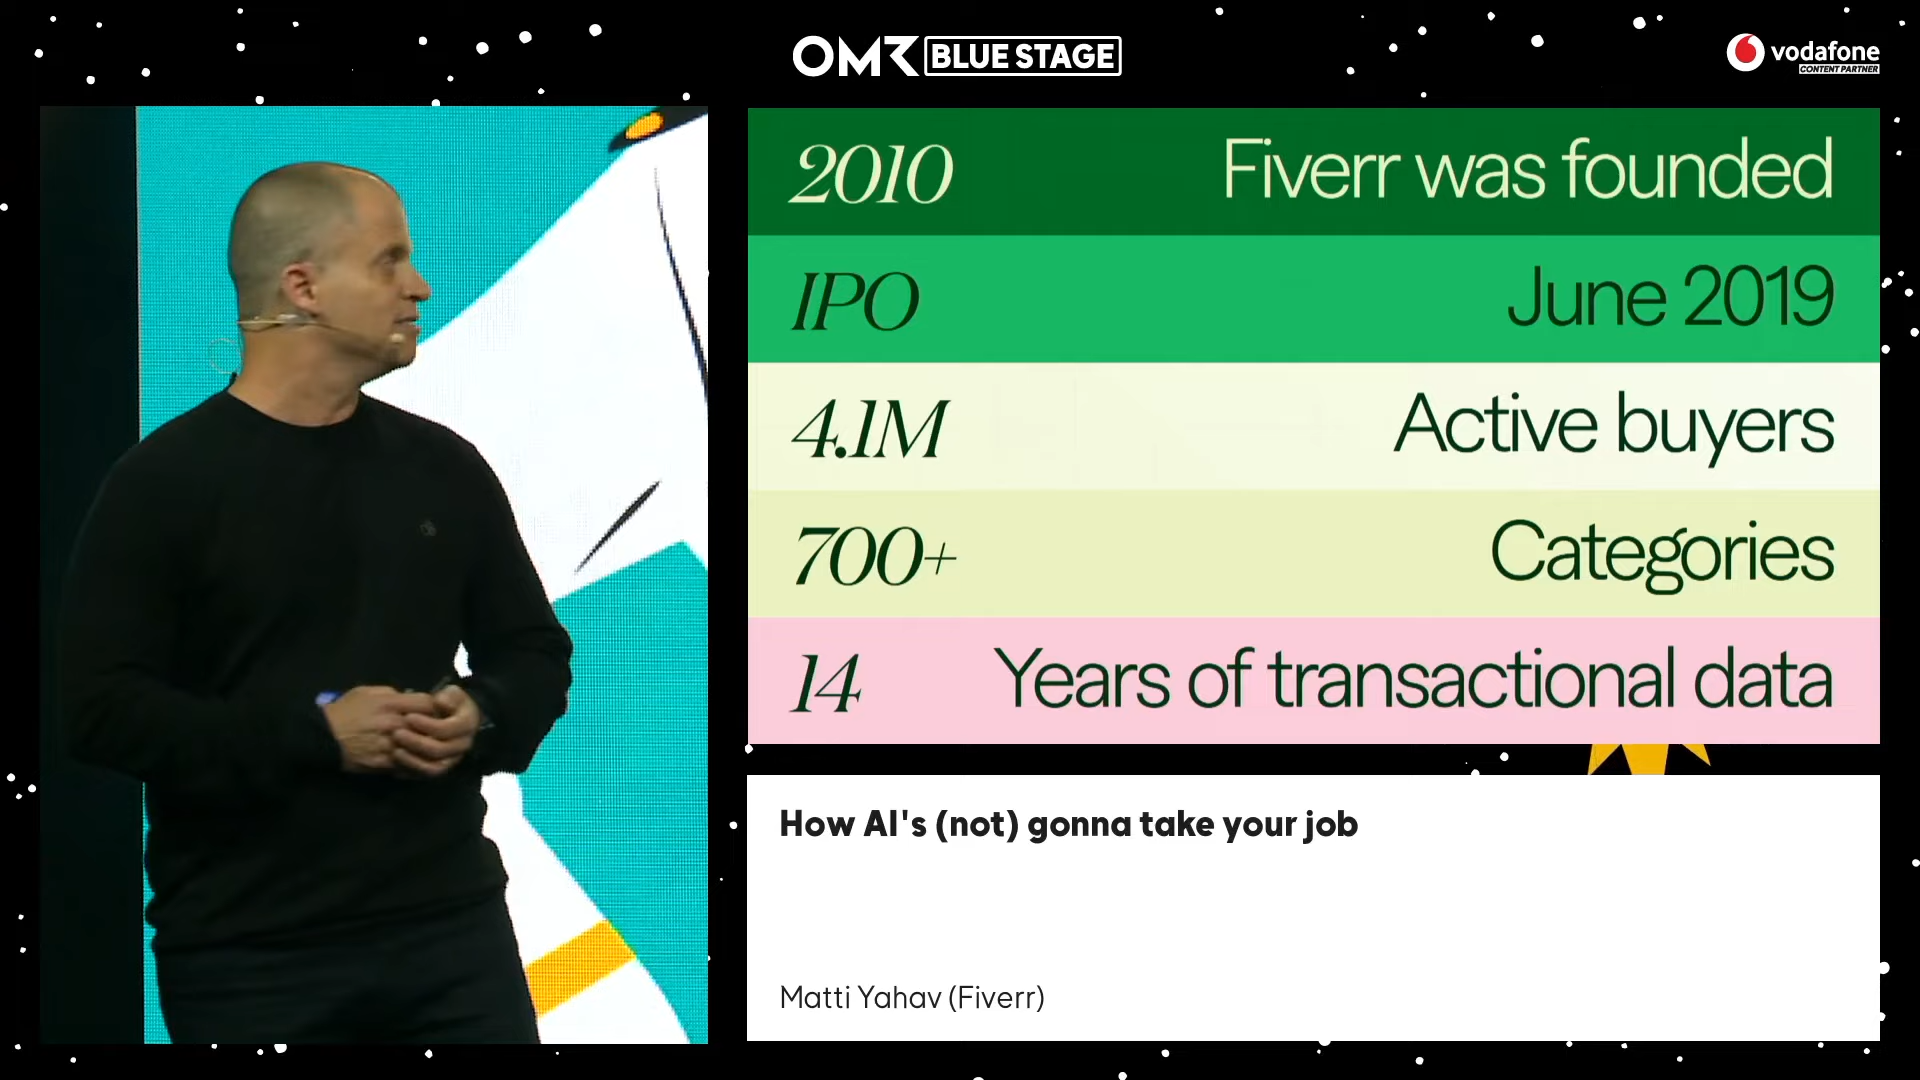 OMR BLUE STAGE
vodafone
CONTENT PARTNER
2010 Fiverr was founded
IPO June 2019
4.1M Active buyers
700+ Categories
14 Years of transactional data
How AI's (not) gonna take your job
Matti Yahav (Fiverr)